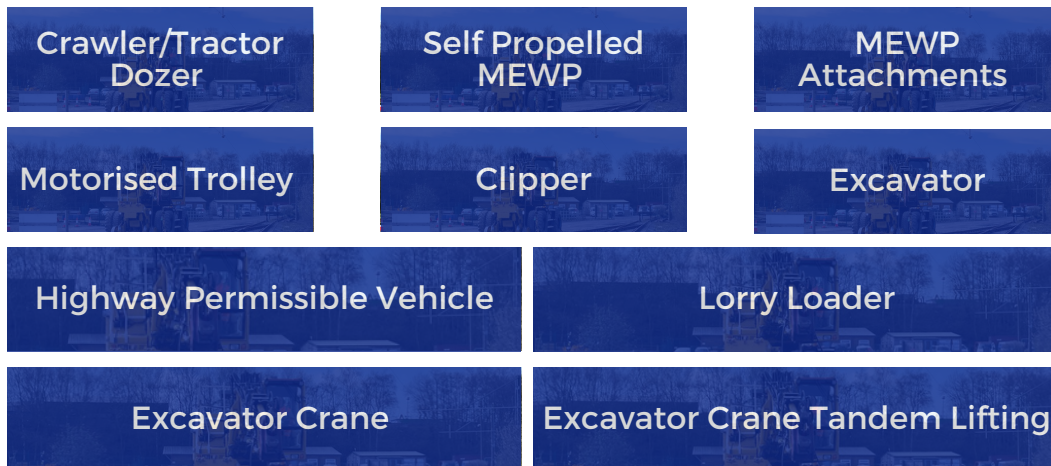 Crawler/Tractor
Dozer
Self Propelled
MEWP
MEWP
Attachments
Motorised Trolley
Clipper
Excavator
Highway Permissible Vehicle
Lorry Loader
Excavator Crane
Excavator Crane Tandem Lifting